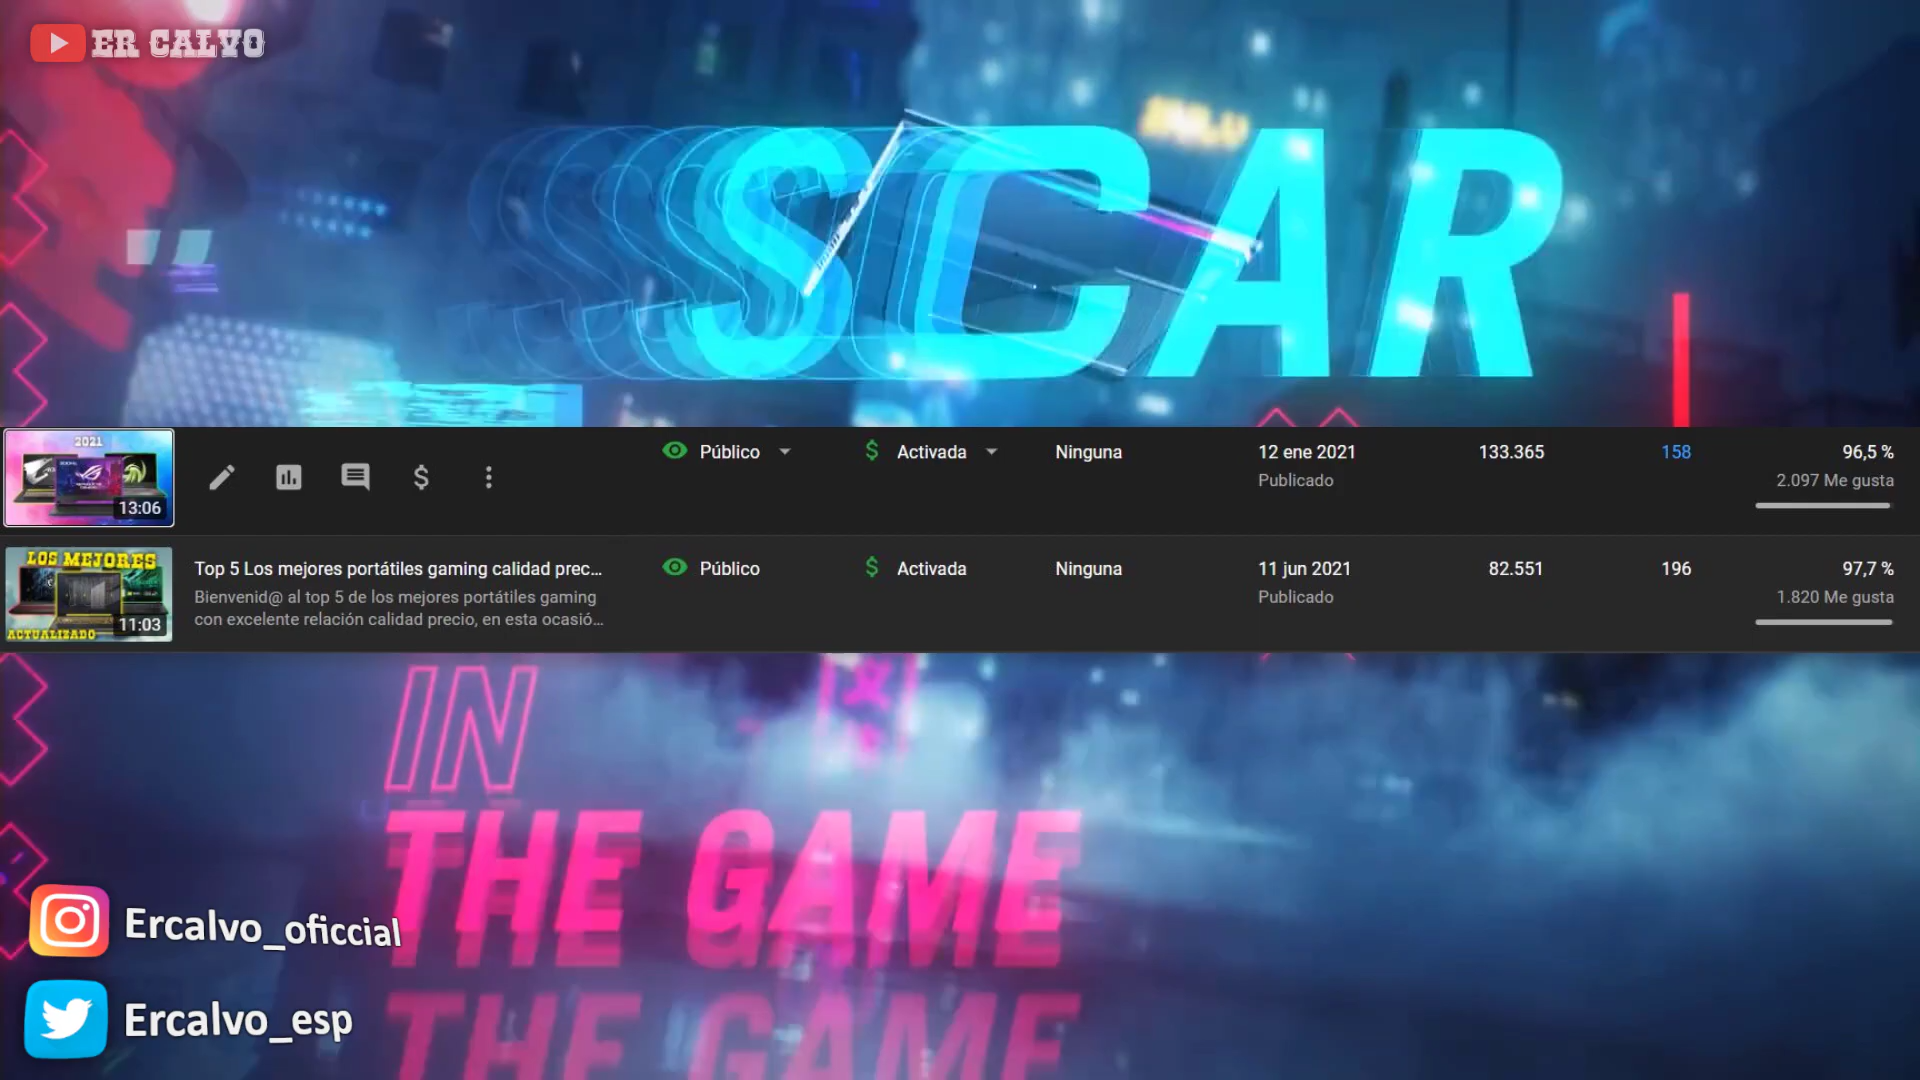 ER CALVO
SCAR
2021
13:06
Público
Activada
Ninguna
12 ene 2021
Publicado
133.365
158
96,5 %
2.097 Me gusta
LOS MEJORES
ACTUALIZADO
11:03
Top 5 Los mejores portátiles gaming calidad prec...
Bienvenid@ al top 5 de los mejores portátiles gaming
con excelente relación calidad precio, en esta ocasió...
Público
Activada
Ninguna
11 jun 2021
Publicado
82.551
196
97,7 %
1.820 Me gusta
IN
THE GAME
THE GAME
Ercalvo_oficcial
Ercalvo_esp